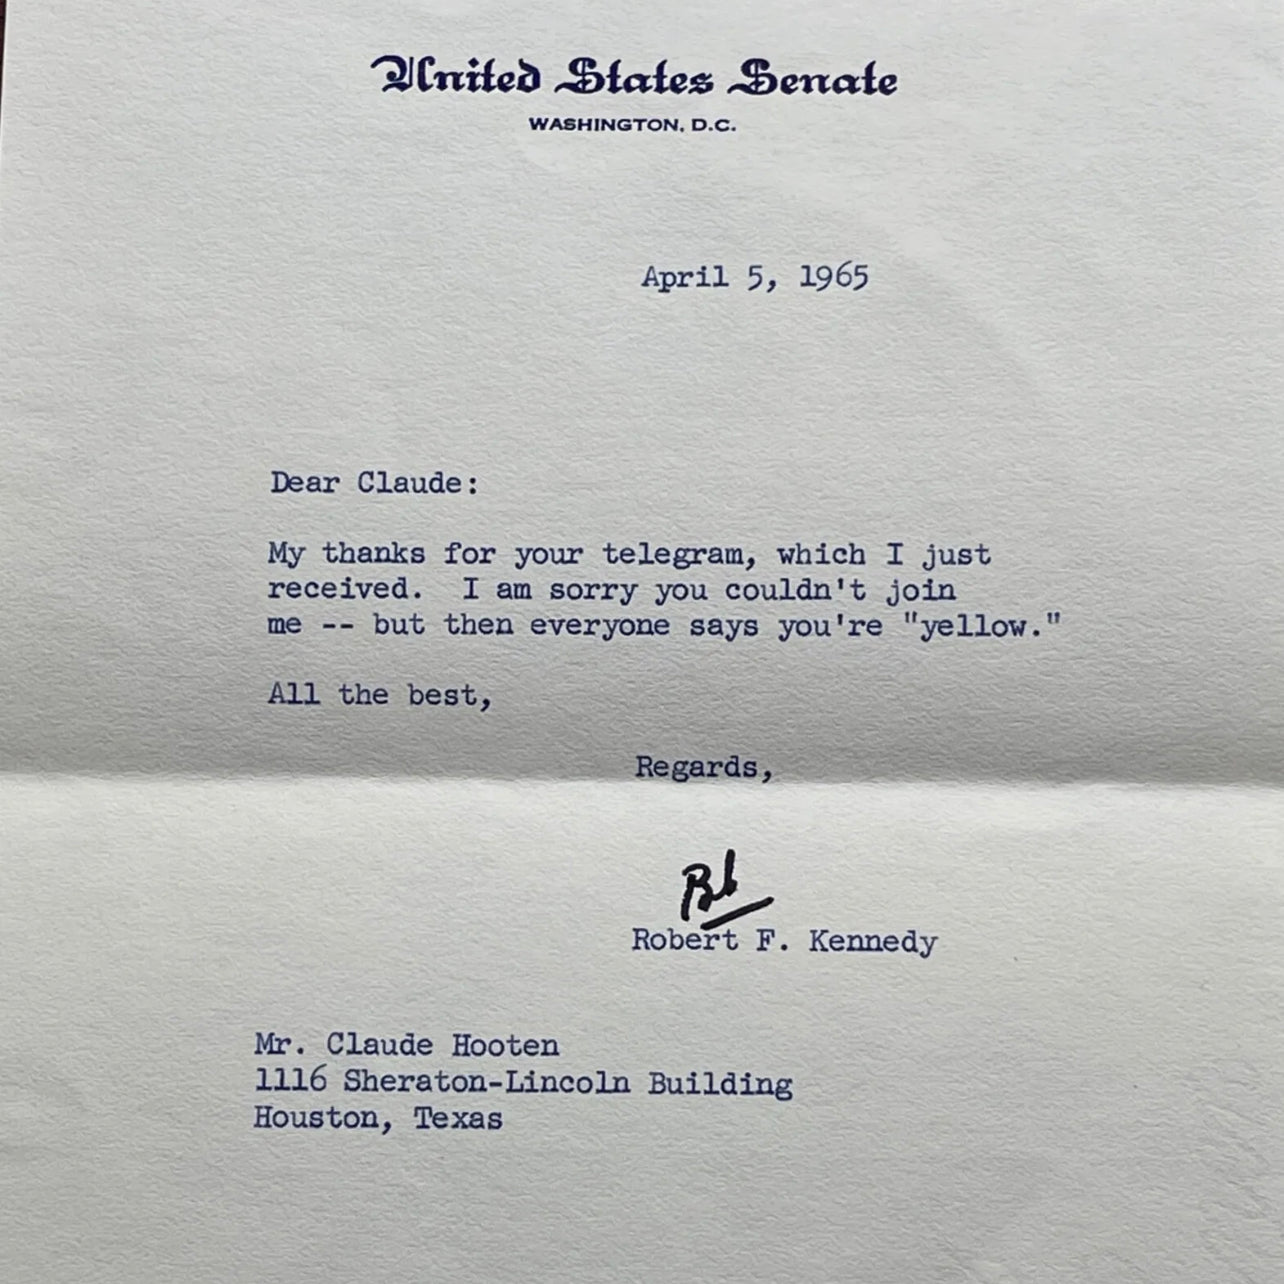 United States Senate
WASHINGTON, D.C.
April 5, 1965
Dear Claude:
My thanks for your telegram, which I just
received.  I am sorry you couldn't join
me -- but then everyone says you're "yellow."
All the best,
Regards,
Bob
Robert F. Kennedy
Mr. Claude Hooten
1116 Sheraton-Lincoln Building
Houston, Texas